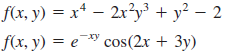 f(x, y) = x⁴ − 2x²y³ + y² − 2
f(x, y) = e⁻ˣʸ cos(2x + 3y)